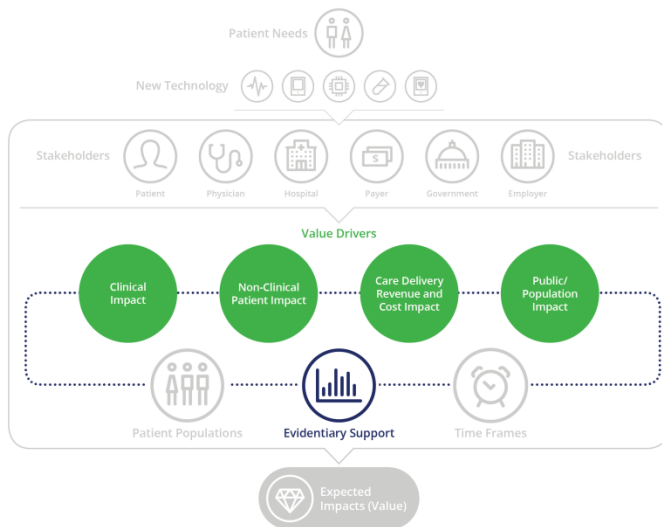 Patient Needs
New Technology
Stakeholders
Stakeholders
Patient
Physician
Hospital
$
Payer
Government
Employer
Value Drivers
Clinical
Impact
Non-Clinical
Patient Impact
Care Delivery
Revenue and
Cost Impact
Public/
Population
Impact
Patient Populations
Evidentiary Support
Time Frames
Expected
Impacts (Value)